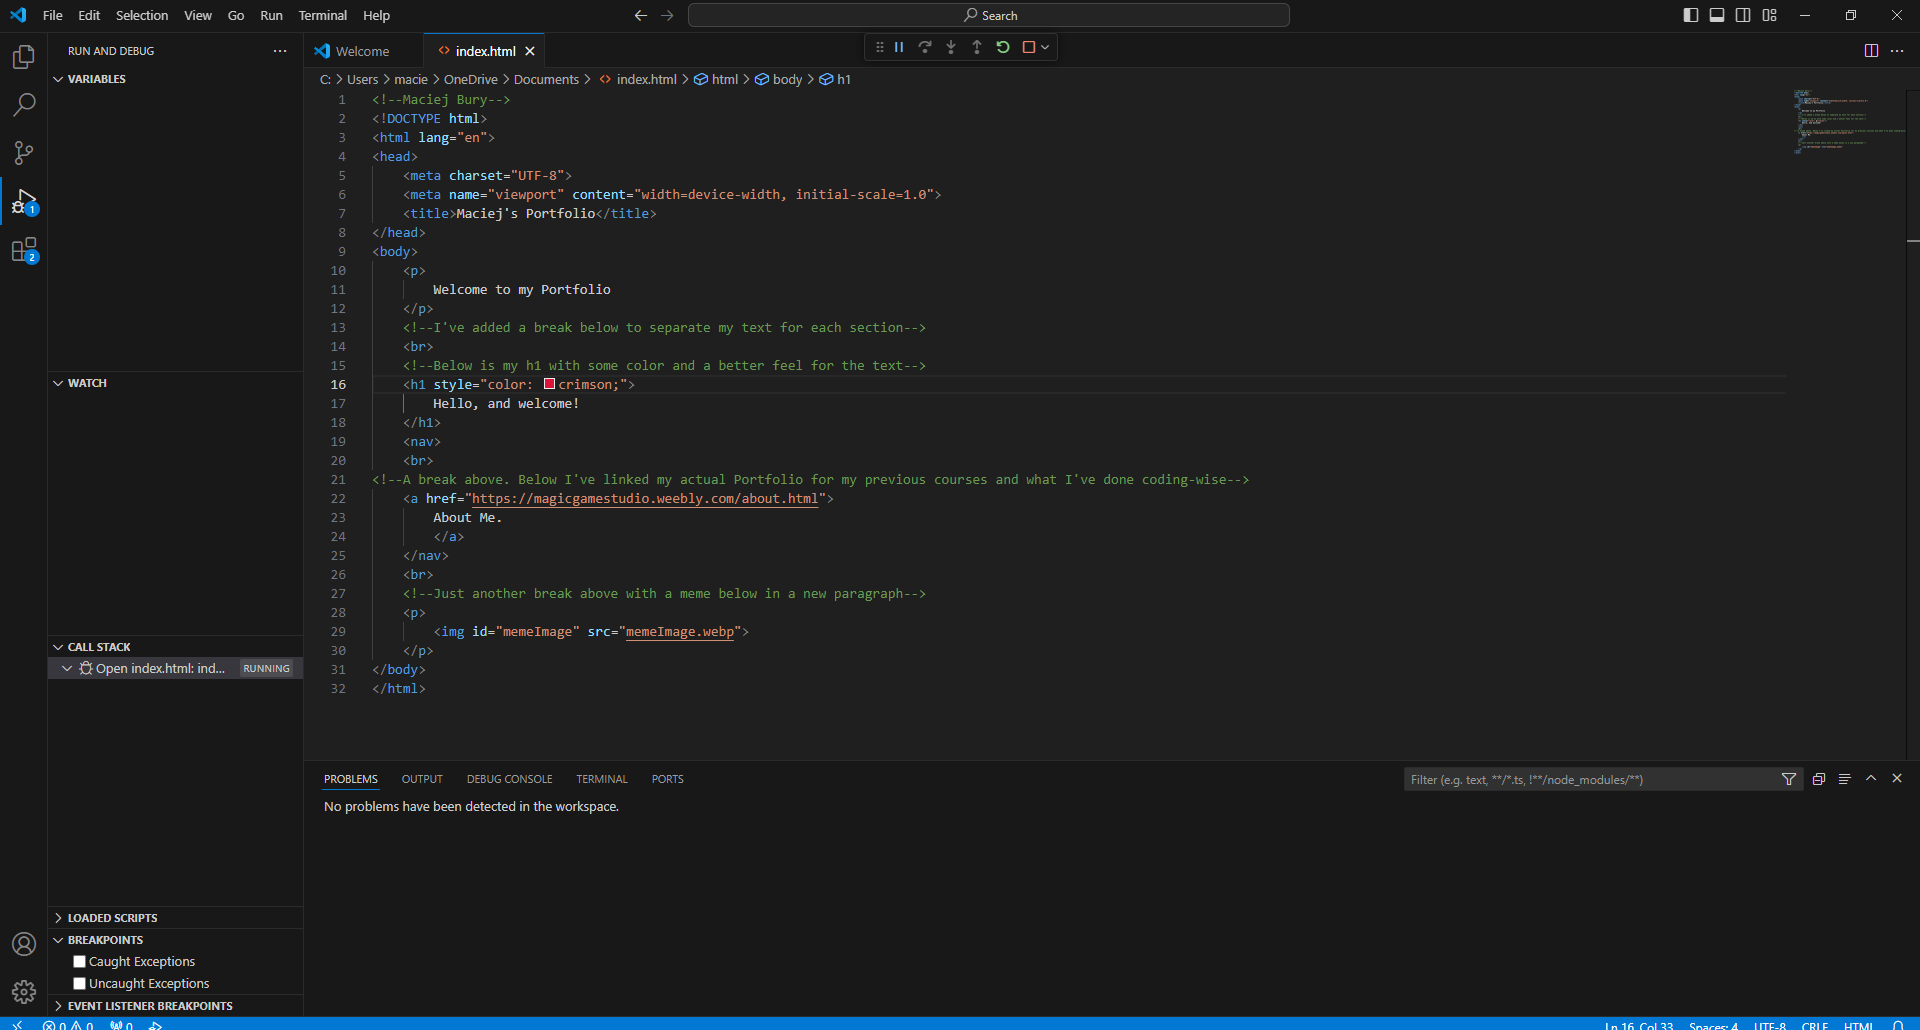 File Edit Selection View Go Run Terminal Help
Search
RUN AND DEBUG
Welcome
index.html
C: > Users > macie > OneDrive > Documents > index.html > html > body > h1
VARIABLES
WATCH
CALL STACK
Open index.html: ind... RUNNING
LOADED SCRIPTS
BREAKPOINTS
Caught Exceptions
Uncaught Exceptions
EVENT LISTENER BREAKPOINTS
1
2
1 <!--Maciej Bury-->
2 <!DOCTYPE html>
3 <html lang="en">
4 <head>
5 <meta charset="UTF-8">
6 <meta name="viewport" content="width=device-width, initial-scale=1.0">
7 <title>Maciej's Portfolio</title>
8 </head>
9 <body>
10 <p>
11 Welcome to my Portfolio
12 </p>
13 <!--I've added a break below to separate my text for each section-->
14 <br>
15 <!--Below is my h1 with some color and a better feel for the text-->
16 <h1 style="color: crimson;">
17 Hello, and welcome!
18 </h1>
19 <nav>
20 <br>
21 <!--A break above. Below I've linked my actual Portfolio for my previous courses and what I've done coding-wise-->
22 <a href="https://magicgamestudio.weebly.com/about.html">
23 About Me.
24 </a>
25 </nav>
26 <br>
27 <!--Just another break above with a meme below in a new paragraph-->
28 <p>
29 <img id="memeImage" src="memeImage.webp">
30 </p>
31 </body>
32 </html>
PROBLEMS OUTPUT DEBUG CONSOLE TERMINAL PORTS
Filter (e.g. text, **/*.ts, !**/node_modules/**)
No problems have been detected in the workspace.
0 0 0
Ln 16, Col 33 Spaces: 4 UTF-8 CRLF HTML